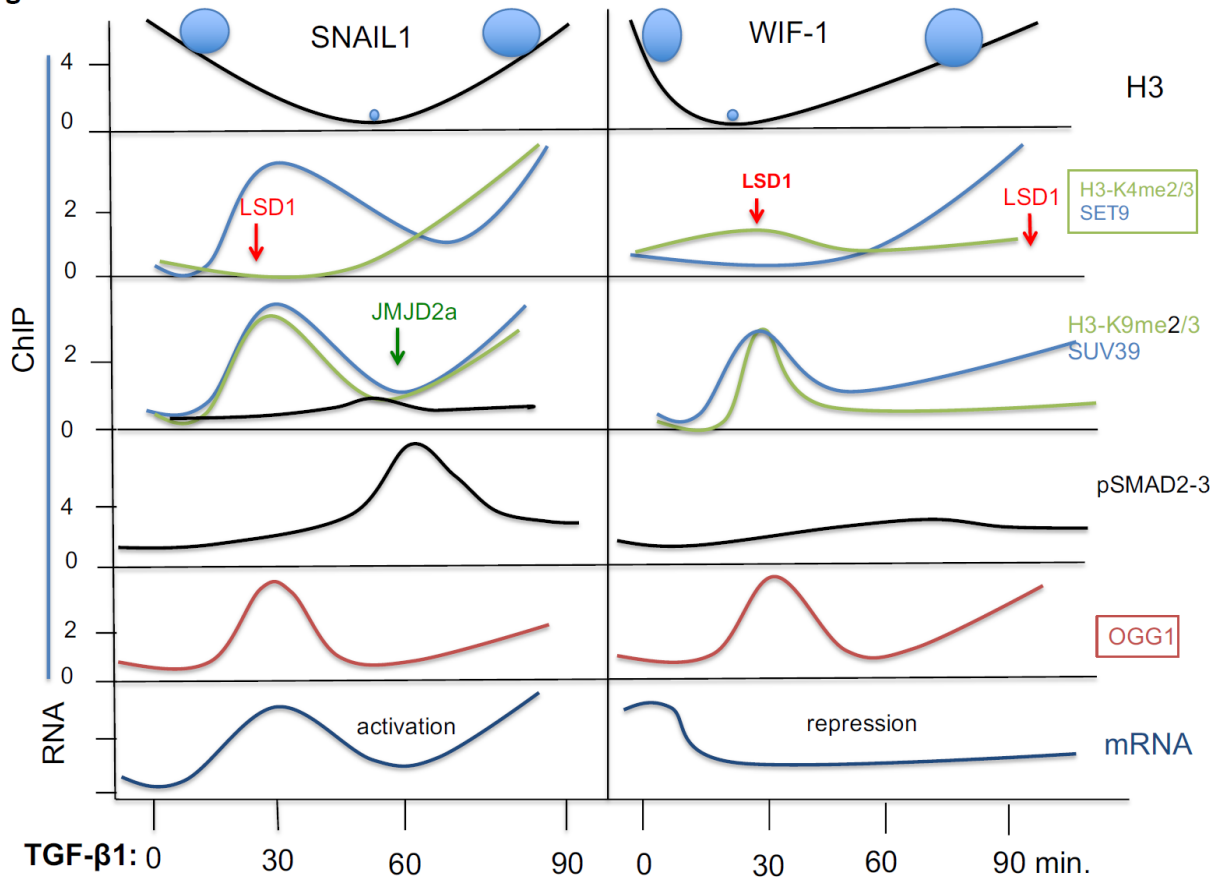 SNAIL1
WIF-1
H3
4
0
LSD1
LSD1
LSD1
H3-K4me2/3
SET9
2
0
ChIP
JMJD2a
H3-K9me2/3
SUV39
2
0
pSMAD2-3
4
0
OGG1
2
0
RNA
activation
repression
mRNA
TGF-β1: 0 30 60 90 0 30 60 90 min.